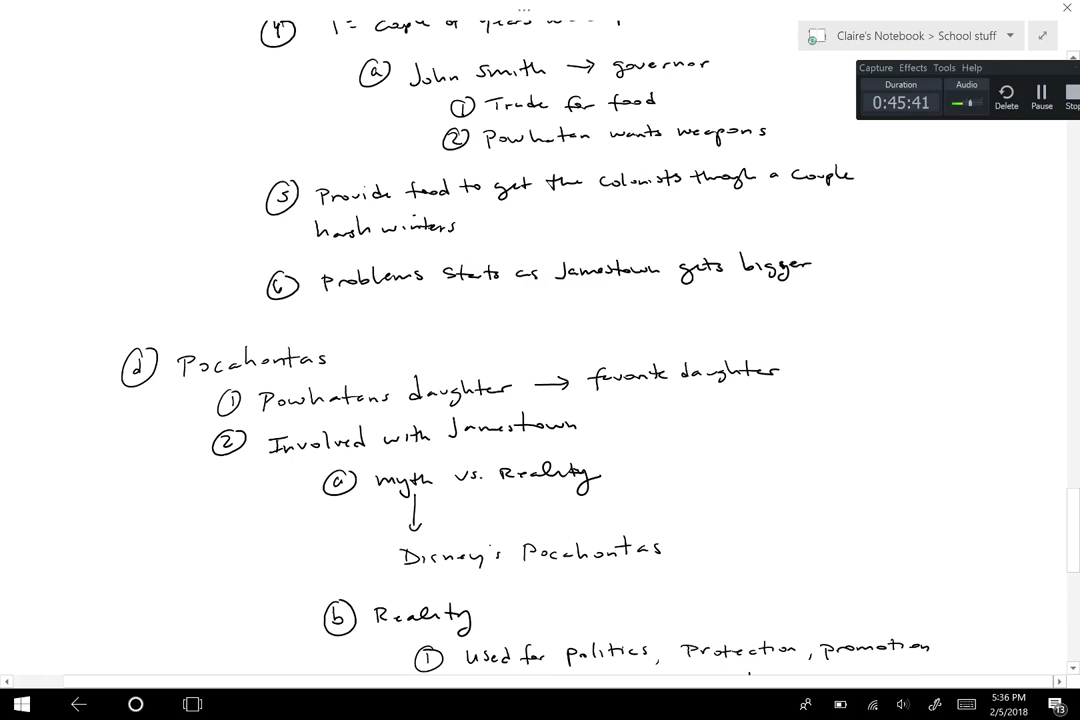 ...
Claire's Notebook > School stuff
Capture Effects Tools Help
Duration
0:45:41
Audio
Delete
Pause
Stop
4
a John Smith → governor
1 Trade for food
2 Powhatan wants weapons
5 Provide food to get the colonists through a couple
harsh winters
6 Problems starts as Jamestown gets bigger
d Pocahontas
1 Powhatans daughter → favorite daughter
2 Involved with Jamestown
a Myth vs. Reality
Disney's Pocahontas
b Reality
1 Used for politics, protection, promotion
5:36 PM
2/5/2018
13